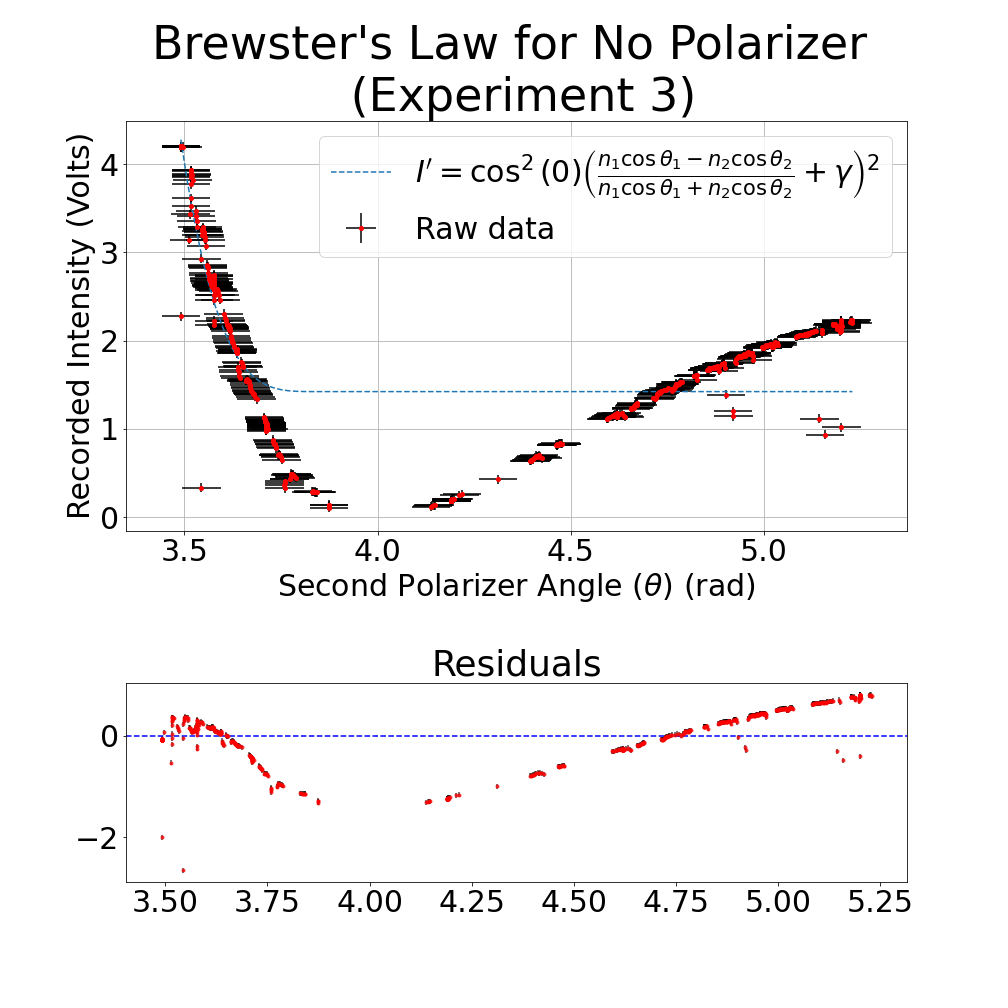 Brewster's Law for No Polarizer
(Experiment 3)
Recorded Intensity (Volts)
4
3
2
1
0
I′ = cos² (0)(n₁cos θ₁ − n₂cos θ₂ / n₁cos θ₁ + n₂cos θ₂ + γ)²
Raw data
3.5 4.0 4.5 5.0
Second Polarizer Angle (θ) (rad)
Residuals
0
−2
3.50 3.75 4.00 4.25 4.50 4.75 5.00 5.25